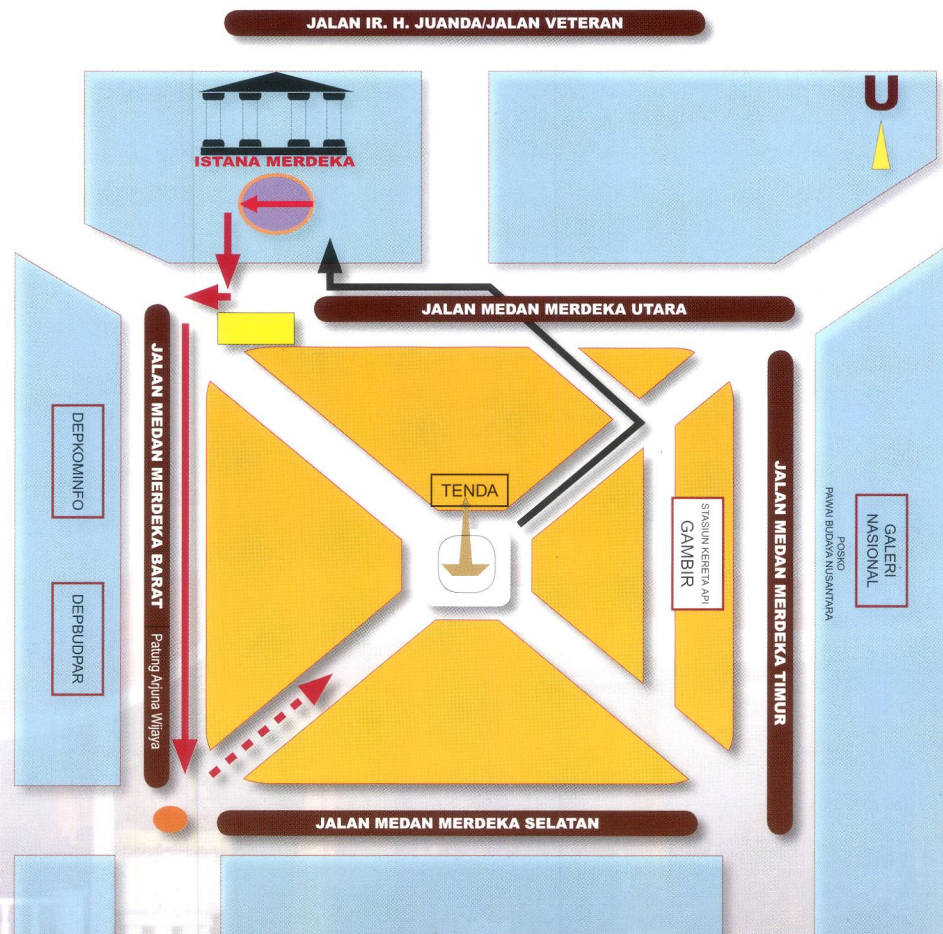 JALAN IR. H. JUANDA/JALAN VETERAN
U
ISTANA MERDEKA
JALAN MEDAN MERDEKA UTARA
JALAN MEDAN MERDEKA BARAT
Patung Arjuna Wijaya
DEPKOMINFO
DEPBUDPAR
TENDA
STASIUN KERETA API
GAMBIR
JALAN MEDAN MERDEKA TIMUR
GALERI
NASIONAL
POSKO
PAWAI BUDAYA NUSANTARA
JALAN MEDAN MERDEKA SELATAN